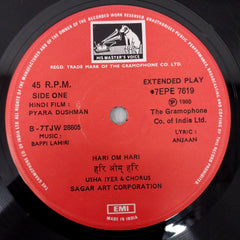 "HIS MASTER'S VOICE"
REGD. TRADE MARK OF THE GRAMOPHONE CO. LTD.
45 R.P.M.
SIDE ONE
HINDI FILM :
PYARA DUSHMAN
B-7TJW 28605
MUSIC :
BAPPI LAHIRI
EXTENDED PLAY
7EPE 7619
℗ 1980
The Gramophone
Co. of India Ltd.
LYRIC :
ANJAAN
HARI OM HARI
हरि ओम् हरि
USHA IYER & CHORUS
SAGAR ART CORPORATION
EMI
MADE IN INDIA